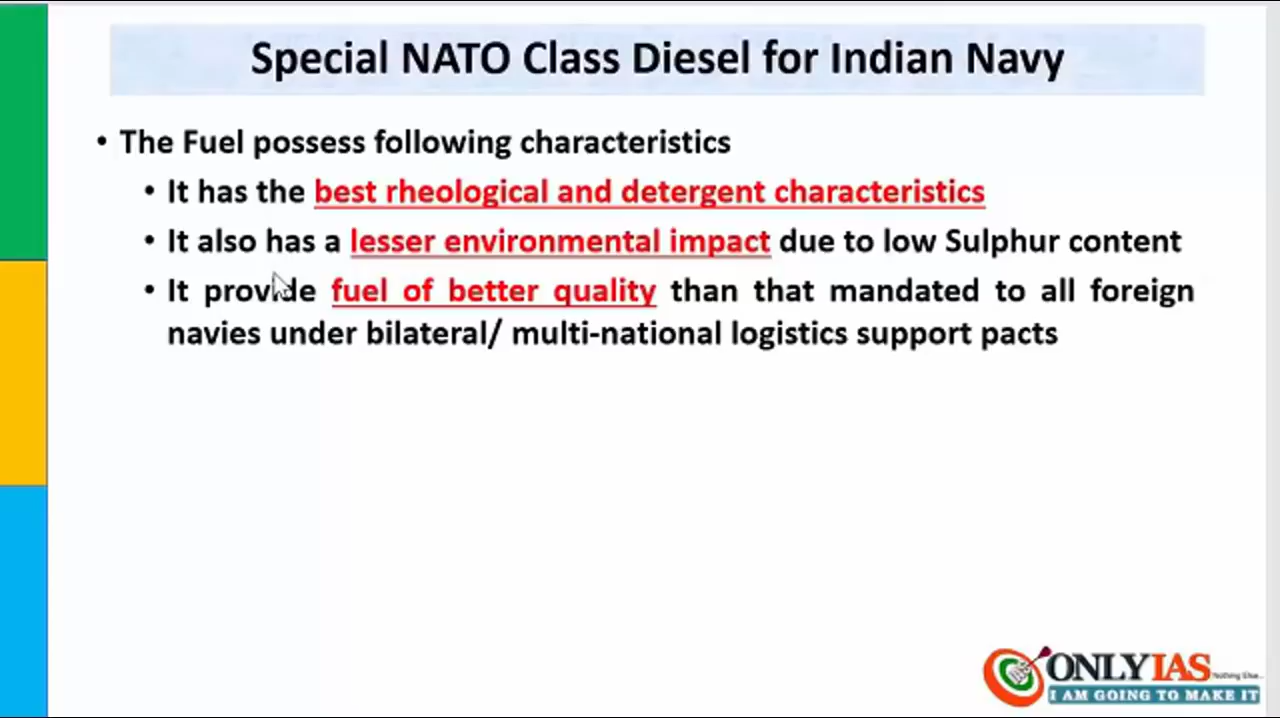 Special NATO Class Diesel for Indian Navy
• The Fuel possess following characteristics
• It has the best rheological and detergent characteristics
• It also has a lesser environmental impact due to low Sulphur content
• It provide fuel of better quality than that mandated to all foreign
navies under bilateral/ multi-national logistics support pacts
ONLYIAS
Nothing Else...
I AM GOING TO MAKE IT